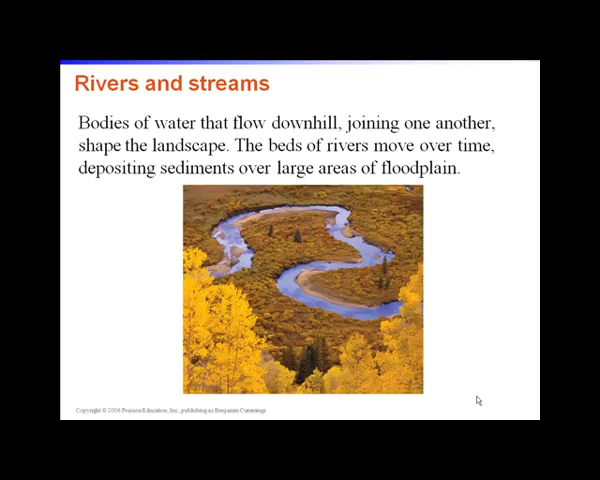 Rivers and streams
Bodies of water that flow downhill, joining one another,
shape the landscape. The beds of rivers move over time,
depositing sediments over large areas of floodplain.
Copyright © 2006 Pearson Education, Inc., publishing as Benjamin Cummings